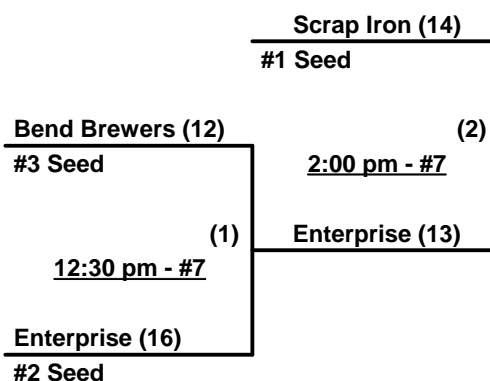 Scrap Iron (14)
#1 Seed
Bend Brewers (12)
(2)
#3 Seed
2:00 pm - #7
(1)
Enterprise (13)
12:30 pm - #7
Enterprise (16)
#2 Seed